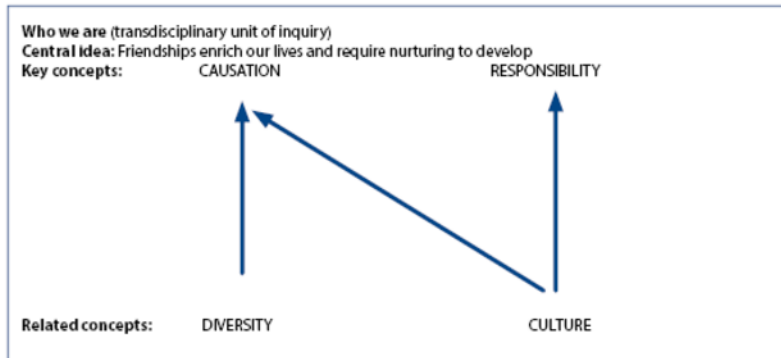 Who we are (transdisciplinary unit of inquiry)
Central idea: Friendships enrich our lives and require nurturing to develop
Key concepts: CAUSATION RESPONSIBILITY
Related concepts: DIVERSITY CULTURE